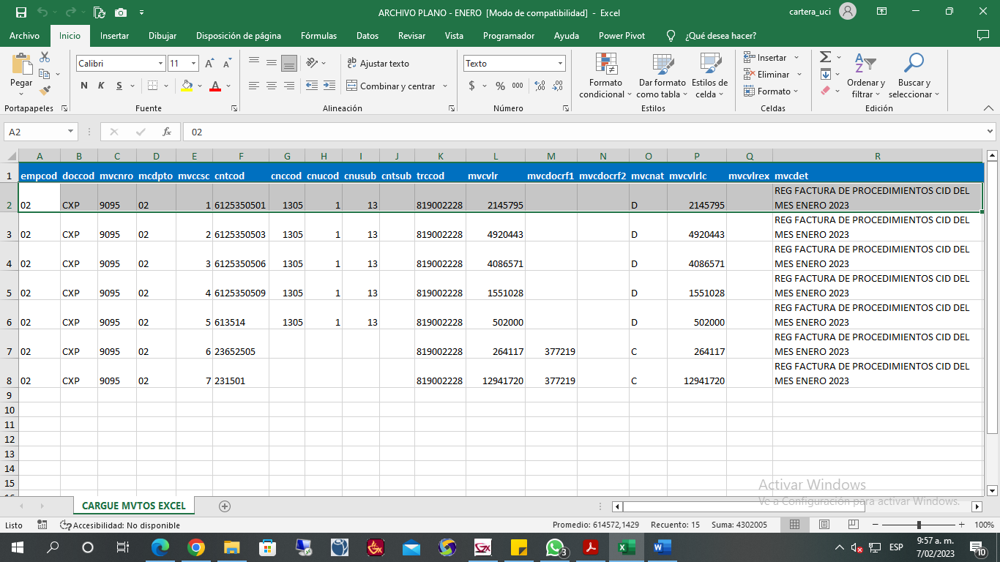 ARCHIVO PLANO - ENERO [Modo de compatibilidad] - Excel
cartera_uci
Archivo Inicio Insertar Dibujar Disposición de página Fórmulas Datos Revisar Vista Programador Ayuda Power Pivot ¿Qué desea hacer?
Pegar
Portapapeles
Calibri 11
N K S
Fuente
Ajustar texto
Combinar y centrar
Alineación
Texto
$ % 000
Número
Formato condicional
Dar formato como tabla
Estilos de celda
Estilos
Insertar
Eliminar
Formato
Celdas
Ordenar y filtrar
Buscar y seleccionar
Edición
A2 fx 02
A B C D E F G H I J K L M N O P Q R
1 empcod doccod mvcnro mcdpto mvccsc cntcod cnccod cnucod cnusub cntsub trccod mvcvlr mvcdocrf1 mvcdocrf2 mvcnat mvcvlrlc mvcvlrex mvcdet
2 02 CXP 9095 02 1 6125350501 1305 1 13 819002228 2145795 D 2145795 REG FACTURA DE PROCEDIMIENTOS CID DEL MES ENERO 2023
3 02 CXP 9095 02 2 6125350503 1305 1 13 819002228 4920443 D 4920443 REG FACTURA DE PROCEDIMIENTOS CID DEL MES ENERO 2023
4 02 CXP 9095 02 3 6125350506 1305 1 13 819002228 4086571 D 4086571 REG FACTURA DE PROCEDIMIENTOS CID DEL MES ENERO 2023
5 02 CXP 9095 02 4 6125350509 1305 1 13 819002228 1551028 D 1551028 REG FACTURA DE PROCEDIMIENTOS CID DEL MES ENERO 2023
6 02 CXP 9095 02 5 613514 1305 1 13 819002228 502000 D 502000 REG FACTURA DE PROCEDIMIENTOS CID DEL MES ENERO 2023
7 02 CXP 9095 02 6 23652505 819002228 264117 377219 C 264117 REG FACTURA DE PROCEDIMIENTOS CID DEL MES ENERO 2023
8 02 CXP 9095 02 7 231501 819002228 12941720 377219 C 12941720 REG FACTURA DE PROCEDIMIENTOS CID DEL MES ENERO 2023
9
10
11
12
13
14
15
Activar Windows
Ve a Configuración para activar Windows.
CARGUE MVTOS EXCEL
Listo Accesibilidad: No disponible Promedio: 614572,1429 Recuento: 15 Suma: 4302005 100%
3 ESP 9:57 a. m.
7/02/2023 10